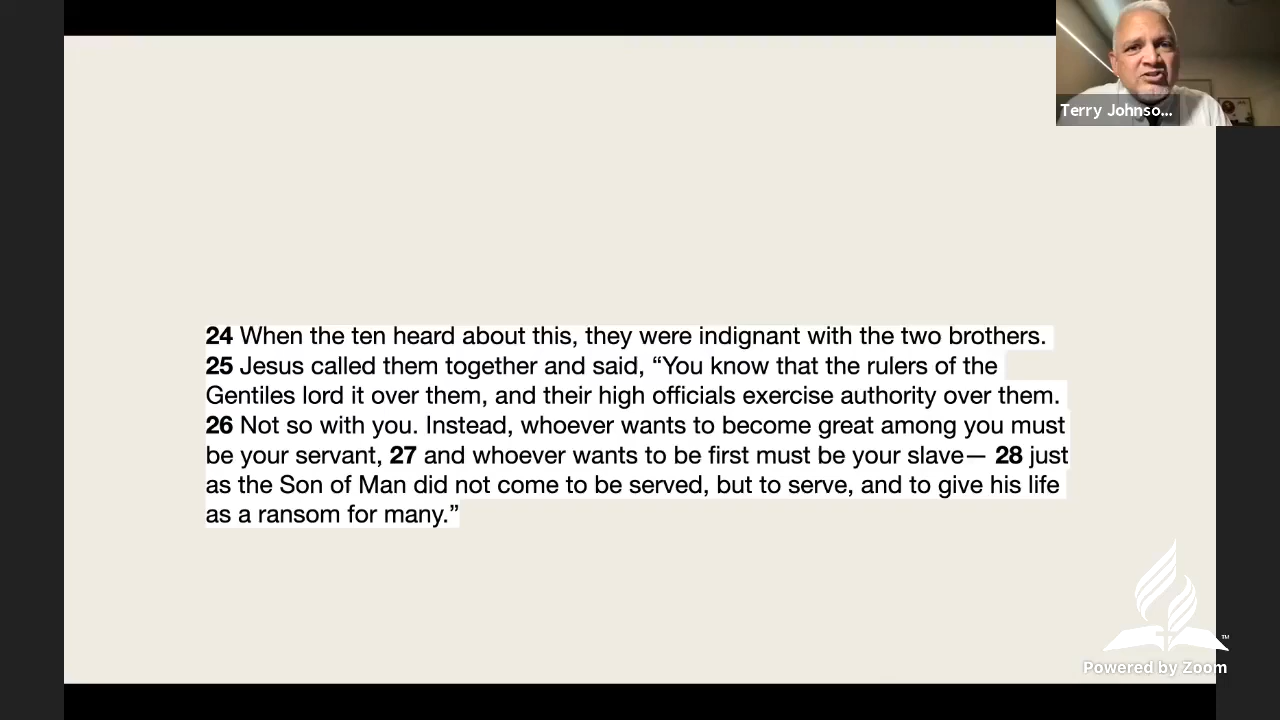 Terry Johnso...
24 When the ten heard about this, they were indignant with the two brothers.
25 Jesus called them together and said, “You know that the rulers of the
Gentiles lord it over them, and their high officials exercise authority over them.
26 Not so with you. Instead, whoever wants to become great among you must
be your servant, 27 and whoever wants to be first must be your slave— 28 just
as the Son of Man did not come to be served, but to serve, and to give his life
as a ransom for many.”
TM
Powered by Zoom